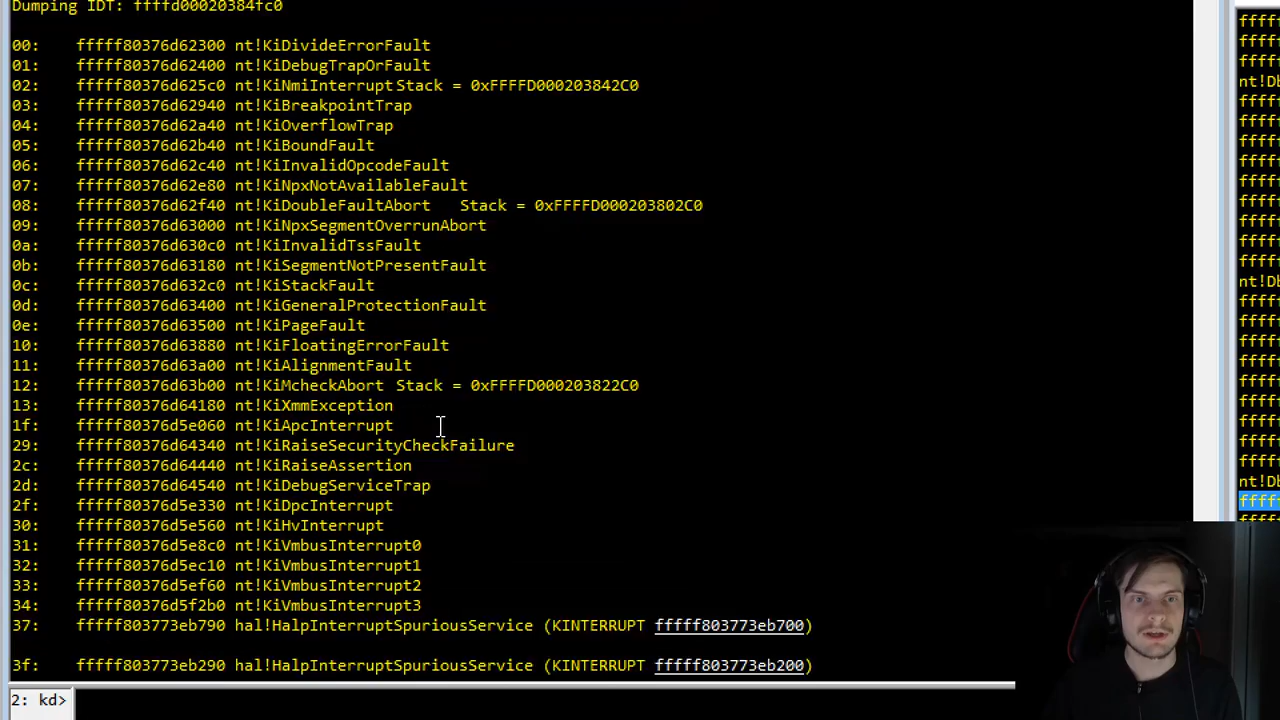 Dumping IDT: ffffd00020384fc0
00: fffff80376d62300 nt!KiDivideErrorFault
01: fffff80376d62400 nt!KiDebugTrapOrFault
02: fffff80376d625c0 nt!KiNmiInterrupt Stack = 0xFFFFD000203842C0
03: fffff80376d62940 nt!KiBreakpointTrap
04: fffff80376d62a40 nt!KiOverflowTrap
05: fffff80376d62b40 nt!KiBoundFault
06: fffff80376d62c40 nt!KiInvalidOpcodeFault
07: fffff80376d62e80 nt!KiNpxNotAvailableFault
08: fffff80376d62f40 nt!KiDoubleFaultAbort Stack = 0xFFFFD000203802C0
09: fffff80376d63000 nt!KiNpxSegmentOverrunAbort
0a: fffff80376d630c0 nt!KiInvalidTssFault
0b: fffff80376d63180 nt!KiSegmentNotPresentFault
0c: fffff80376d632c0 nt!KiStackFault
0d: fffff80376d63400 nt!KiGeneralProtectionFault
0e: fffff80376d63500 nt!KiPageFault
10: fffff80376d63880 nt!KiFloatingErrorFault
11: fffff80376d63a00 nt!KiAlignmentFault
12: fffff80376d63b00 nt!KiMcheckAbort Stack = 0xFFFFD000203822C0
13: fffff80376d64180 nt!KiXmmException
1f: fffff80376d5e060 nt!KiApcInterrupt
29: fffff80376d64340 nt!KiRaiseSecurityCheckFailure
2c: fffff80376d64440 nt!KiRaiseAssertion
2d: fffff80376d64540 nt!KiDebugServiceTrap
2f: fffff80376d5e330 nt!KiDpcInterrupt
30: fffff80376d5e560 nt!KiHvInterrupt
31: fffff80376d5e8c0 nt!KiVmbusInterrupt0
32: fffff80376d5ec10 nt!KiVmbusInterrupt1
33: fffff80376d5ef60 nt!KiVmbusInterrupt2
34: fffff80376d5f2b0 nt!KiVmbusInterrupt3
37: fffff803773eb790 hal!HalpInterruptSpuriousService (KINTERRUPT fffff803773eb700)
3f: fffff803773eb290 hal!HalpInterruptSpuriousService (KINTERRUPT fffff803773eb200)
2: kd>